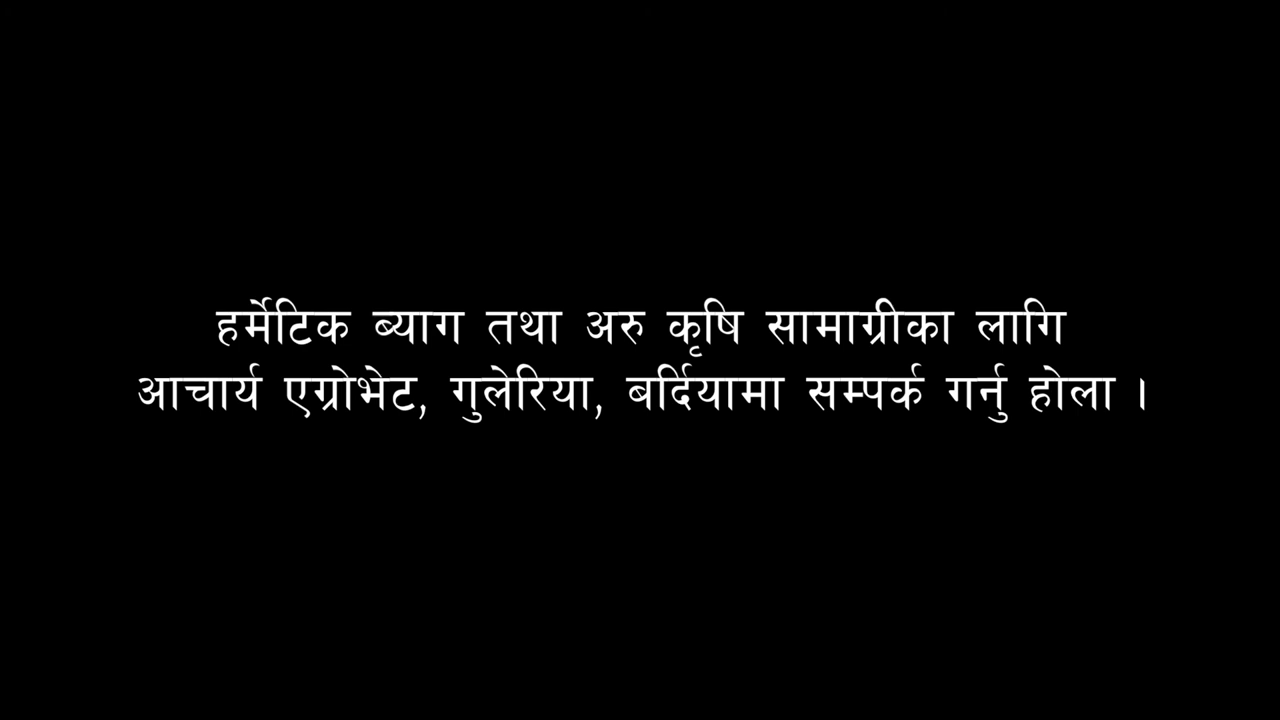 हर्मेटिक ब्याग तथा अरु कृषि सामाग्रीका लागि
आचार्य एग्रोभेट, गुलेरिया, बर्दियामा सम्पर्क गर्नु होला ।